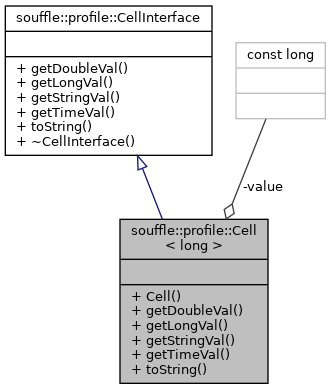 souffle::profile::CellInterface
+ getDoubleVal()
+ getLongVal()
+ getStringVal()
+ getTimeVal()
+ toString()
+ ~CellInterface()
const long
-value
souffle::profile::Cell
< long >
+ Cell()
+ getDoubleVal()
+ getLongVal()
+ getStringVal()
+ getTimeVal()
+ toString()